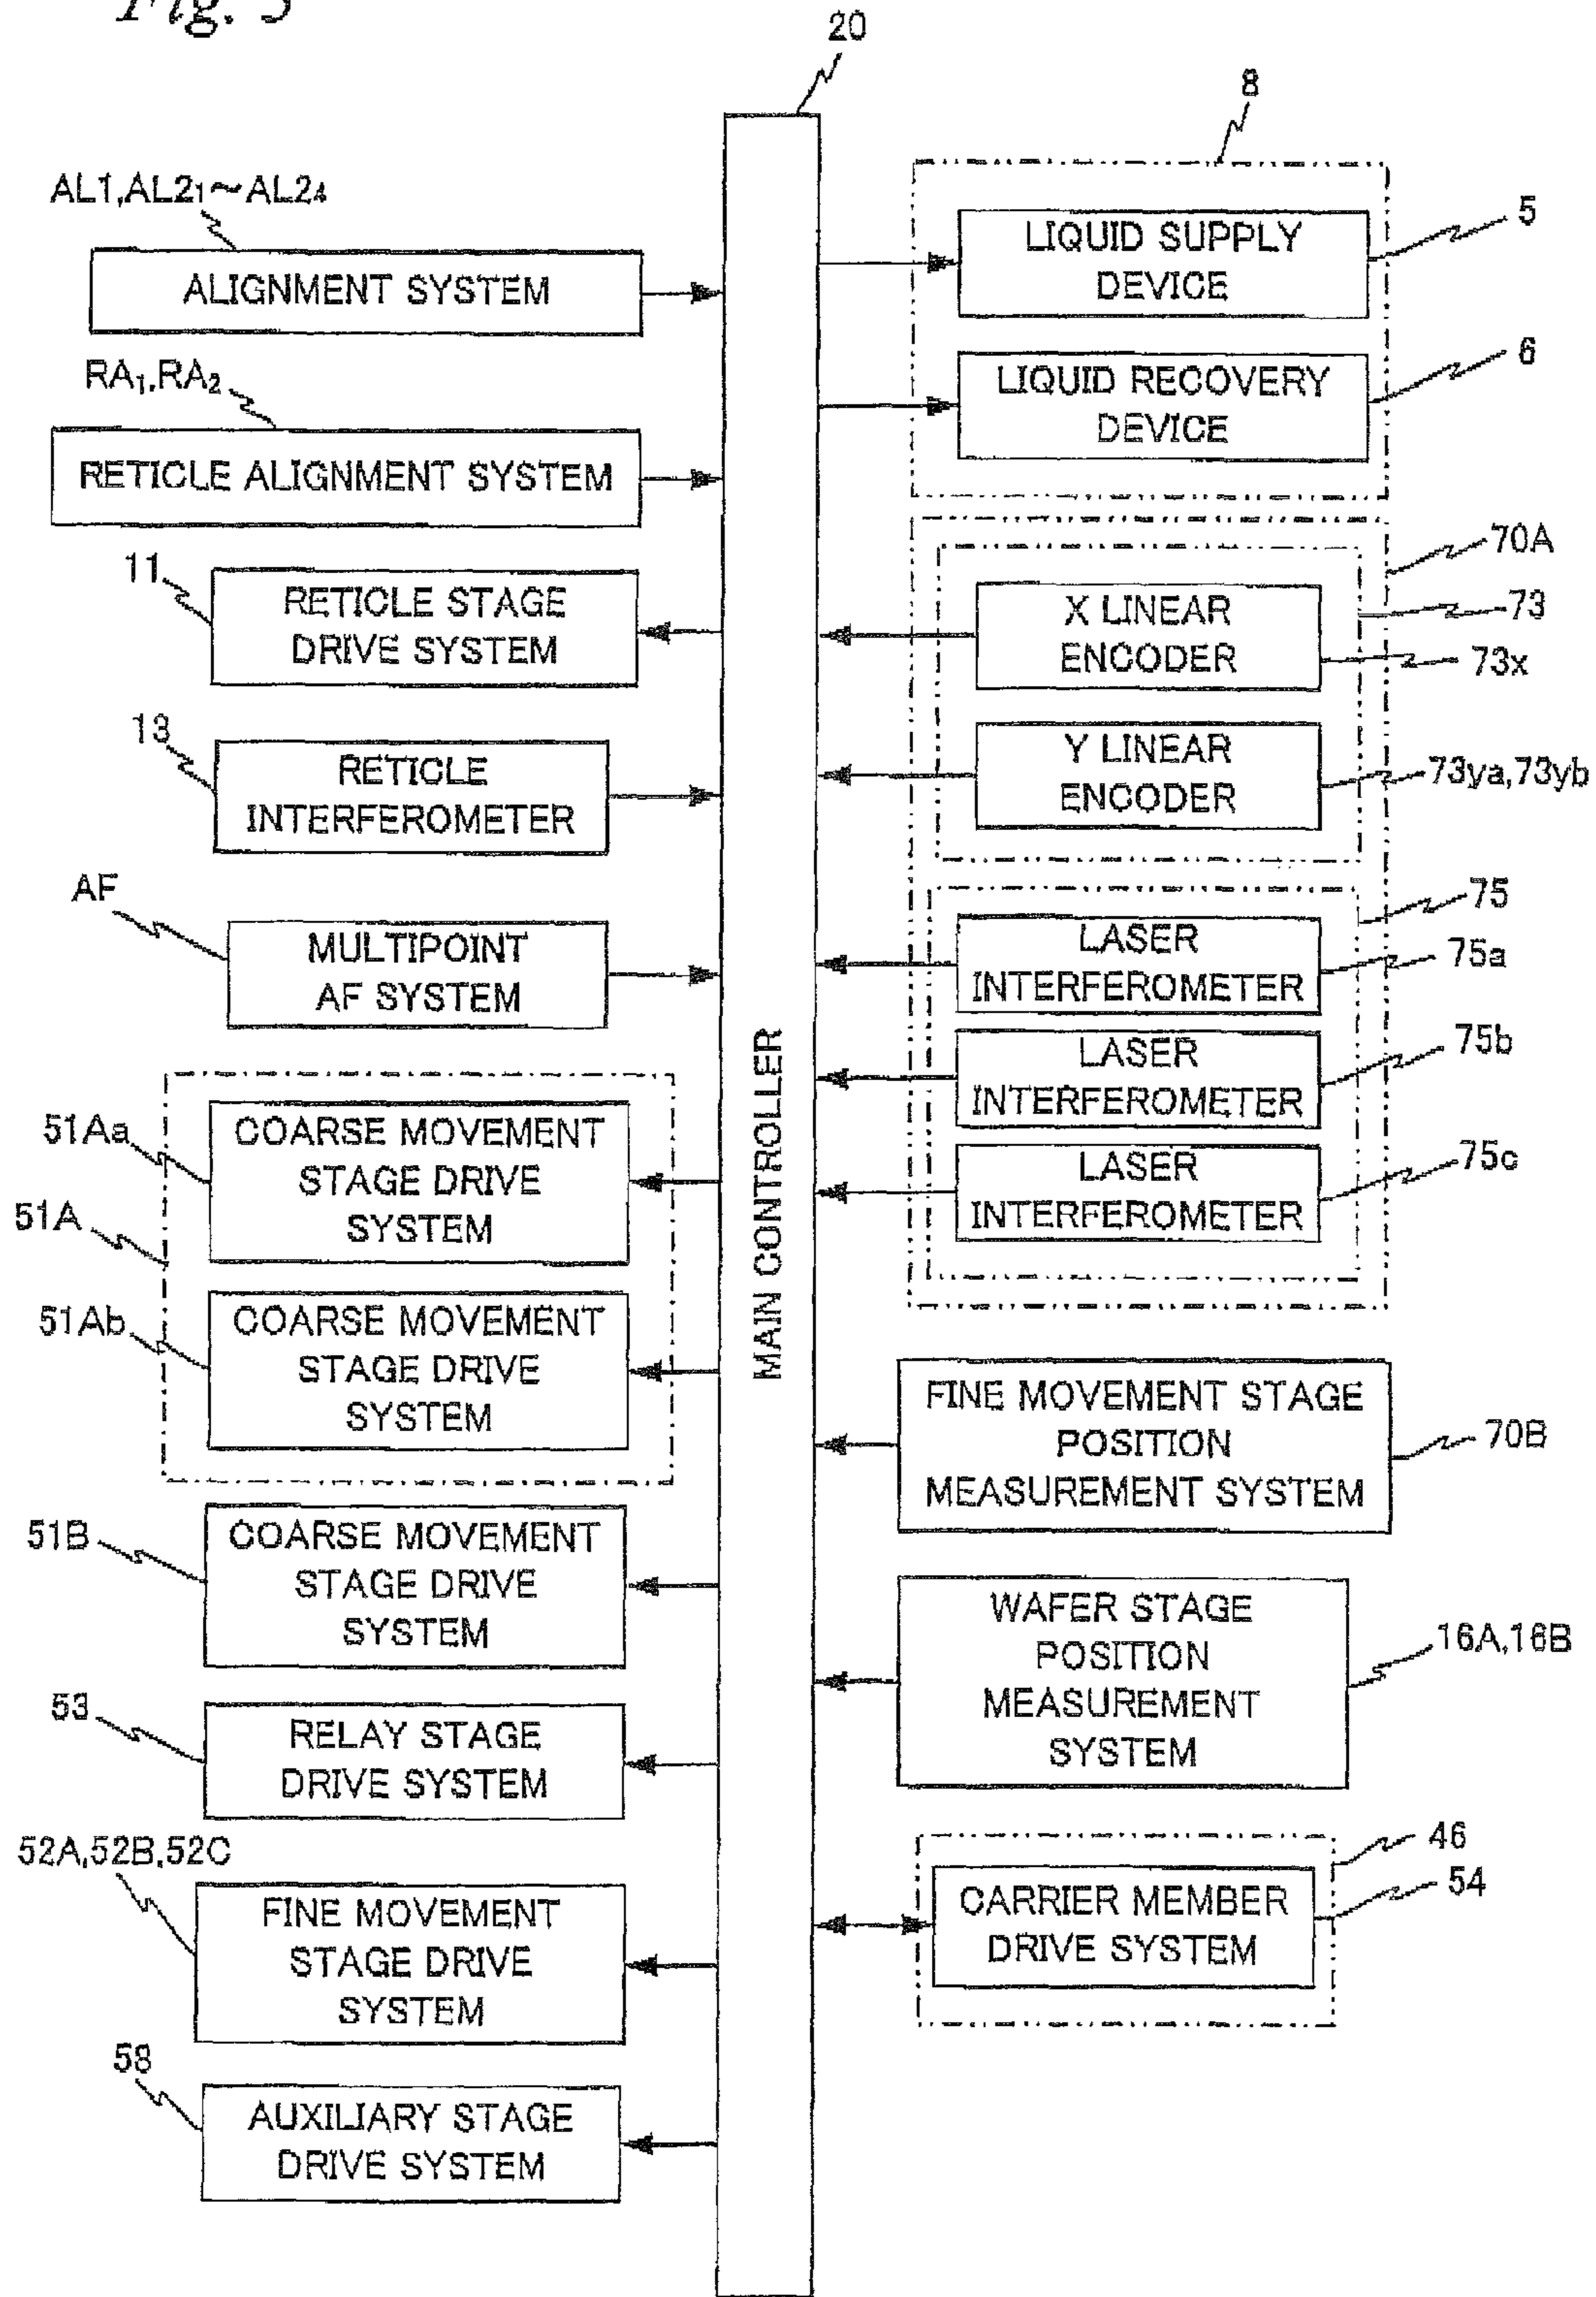 Fig. 3
20
8
AL1,AL2₁~AL2₄
ALIGNMENT SYSTEM
RA₁,RA₂
RETICLE ALIGNMENT SYSTEM
11
RETICLE STAGE
DRIVE SYSTEM
13
RETICLE
INTERFEROMETER
AF
MULTIPOINT
AF SYSTEM
51Aa
COARSE MOVEMENT
STAGE DRIVE
SYSTEM
51A
51Ab
COARSE MOVEMENT
STAGE DRIVE
SYSTEM
51B
COARSE MOVEMENT
STAGE DRIVE
SYSTEM
53
RELAY STAGE
DRIVE SYSTEM
52A,52B,52C
FINE MOVEMENT
STAGE DRIVE
SYSTEM
58
AUXILIARY STAGE
DRIVE SYSTEM
MAIN CONTROLLER
LIQUID SUPPLY
DEVICE
5
LIQUID RECOVERY
DEVICE
6
70A
73
X LINEAR
ENCODER
73x
Y LINEAR
ENCODER
73ya,73yb
75
LASER
INTERFEROMETER
75a
LASER
INTERFEROMETER
75b
LASER
INTERFEROMETER
75c
FINE MOVEMENT STAGE
POSITION
MEASUREMENT SYSTEM
70B
WAFER STAGE
POSITION
MEASUREMENT
SYSTEM
16A,16B
46
CARRIER MEMBER
DRIVE SYSTEM
54